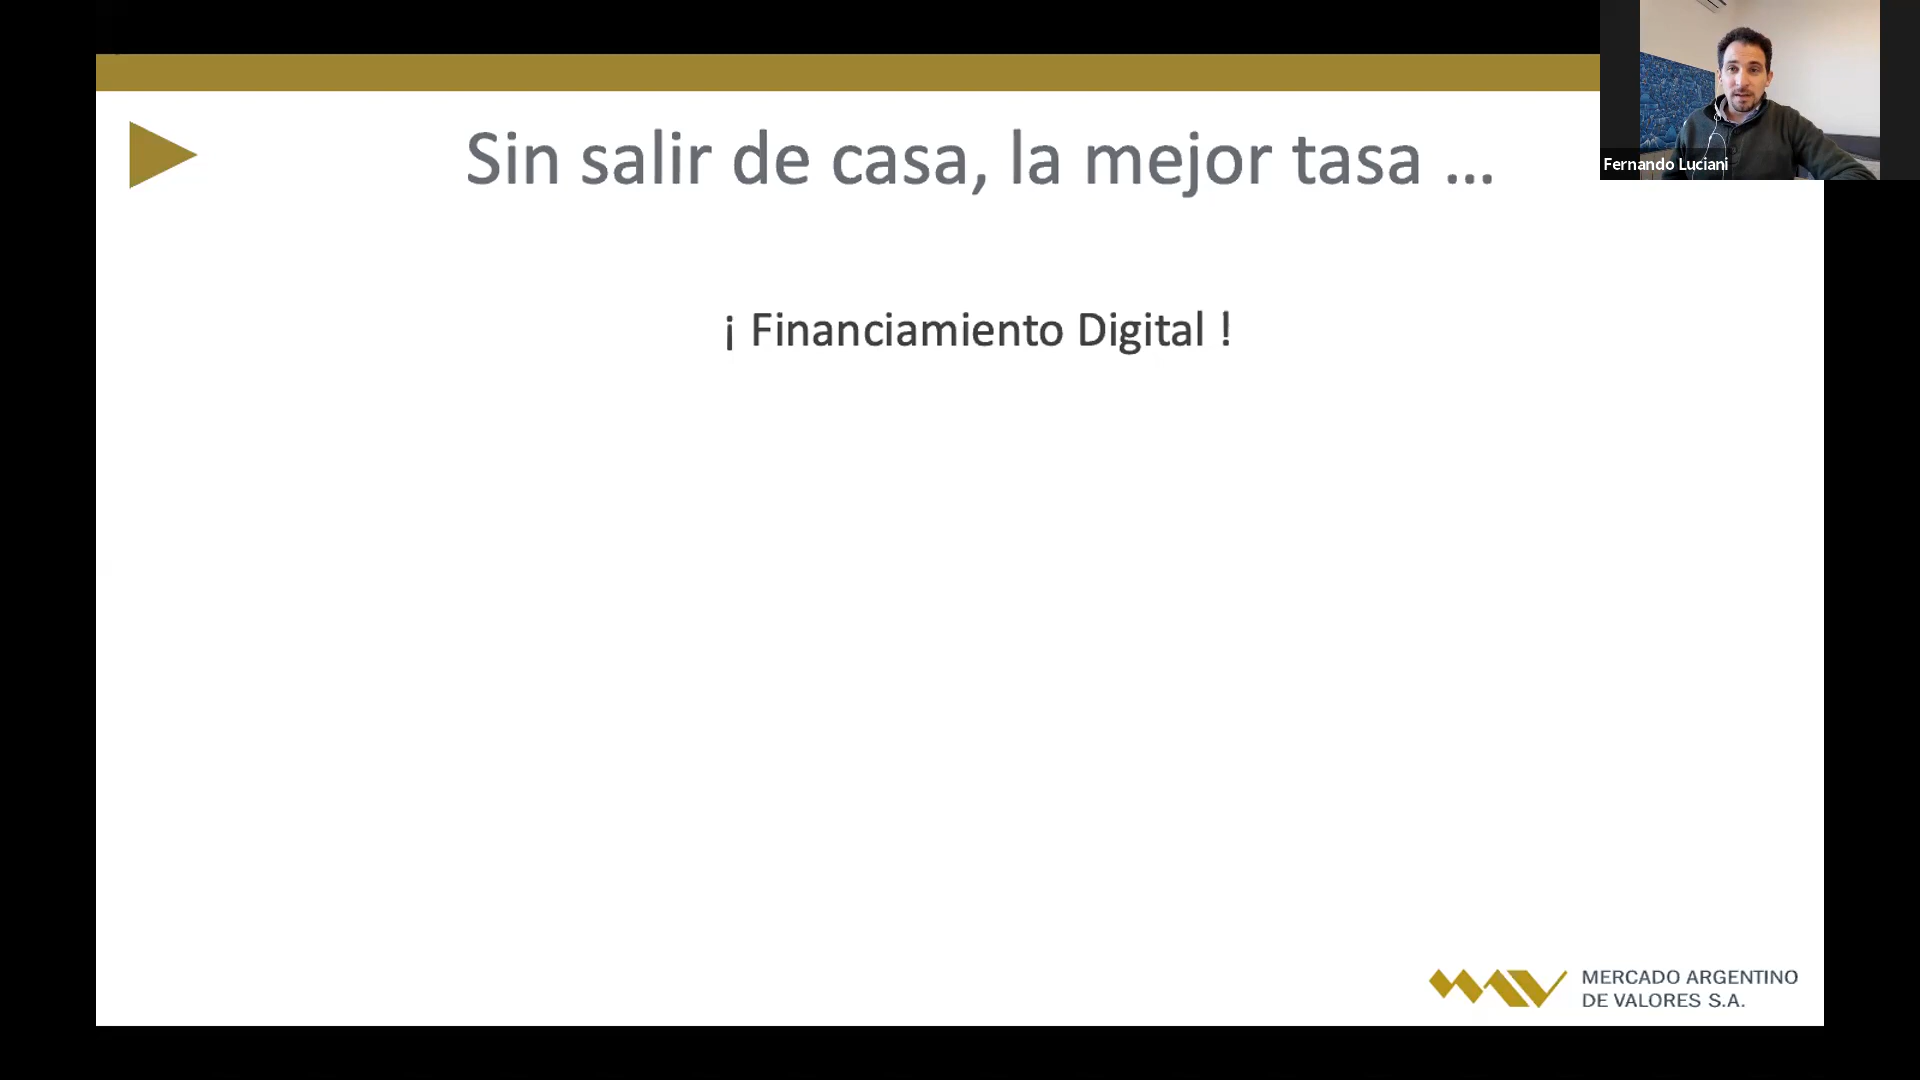 Sin salir de casa, la mejor tasa ...
Fernando Luciani
¡ Financiamiento Digital !
MERCADO ARGENTINO
DE VALORES S.A.